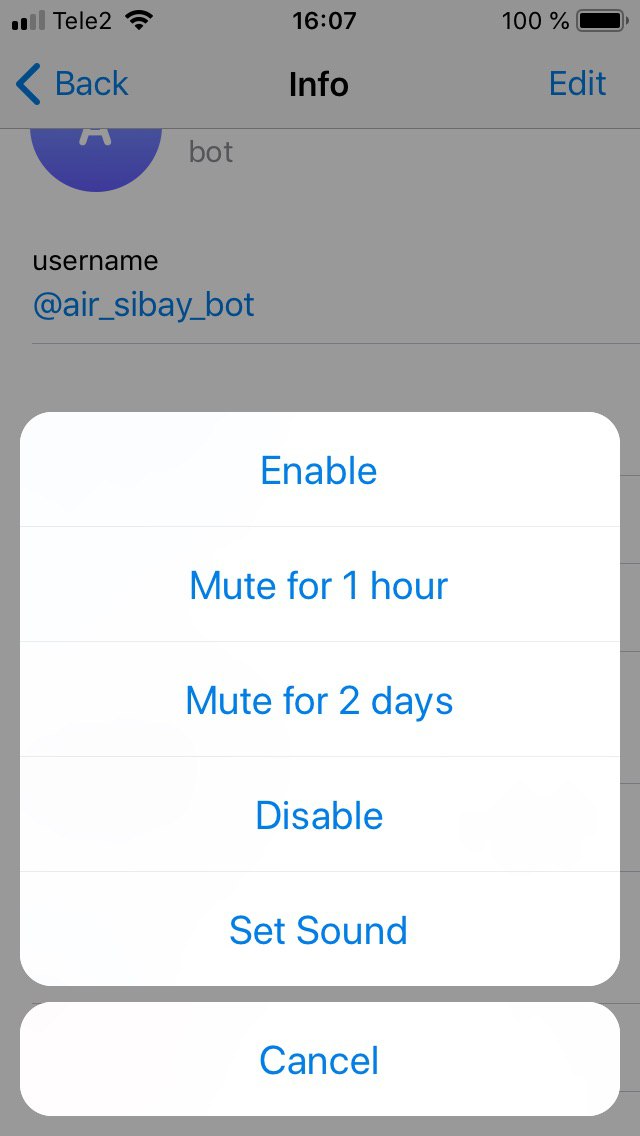 Tele2 16:07 100 %
Back Info Edit
A
bot
username
@air_sibay_bot
Enable
Mute for 1 hour
Mute for 2 days
Disable
Set Sound
Cancel